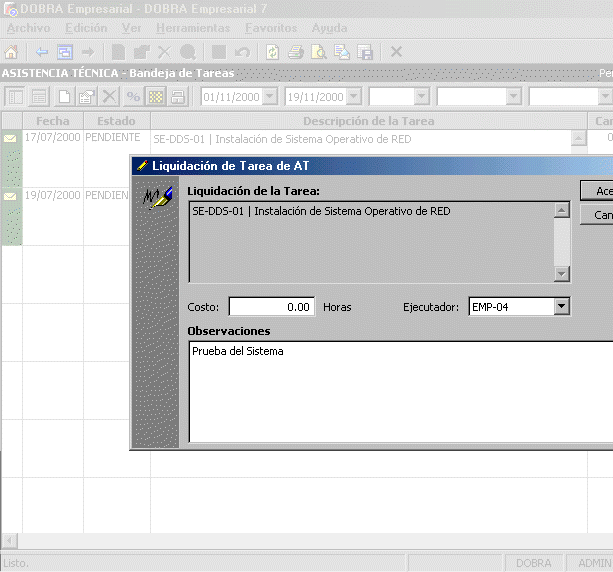 DOBRA Empresarial - DOBRA Empresarial 7
Archivo Edición Ver Herramientas Favoritos Ayudar
ASISTENCIA TÉCNICA - Bandeja de Tareas Pe
% 01/11/2000 19/11/2000
Fecha Estado Descripción de la Tarea Ca
17/07/2000 PENDIENTE SE-DDS-01 | Instalación de Sistema Operativo de RED 0
Liquidación de Tarea de AT
19/07/2000 PENDIEN
Liquidación de la Tarea: Ace
SE-DDS-01 | Instalación de Sistema Operativo de RED
Can
Costo: 0.00 Horas Ejecutador: EMP-04
Observaciones
Prueba del Sistema
Listo. DOBRA ADMIN